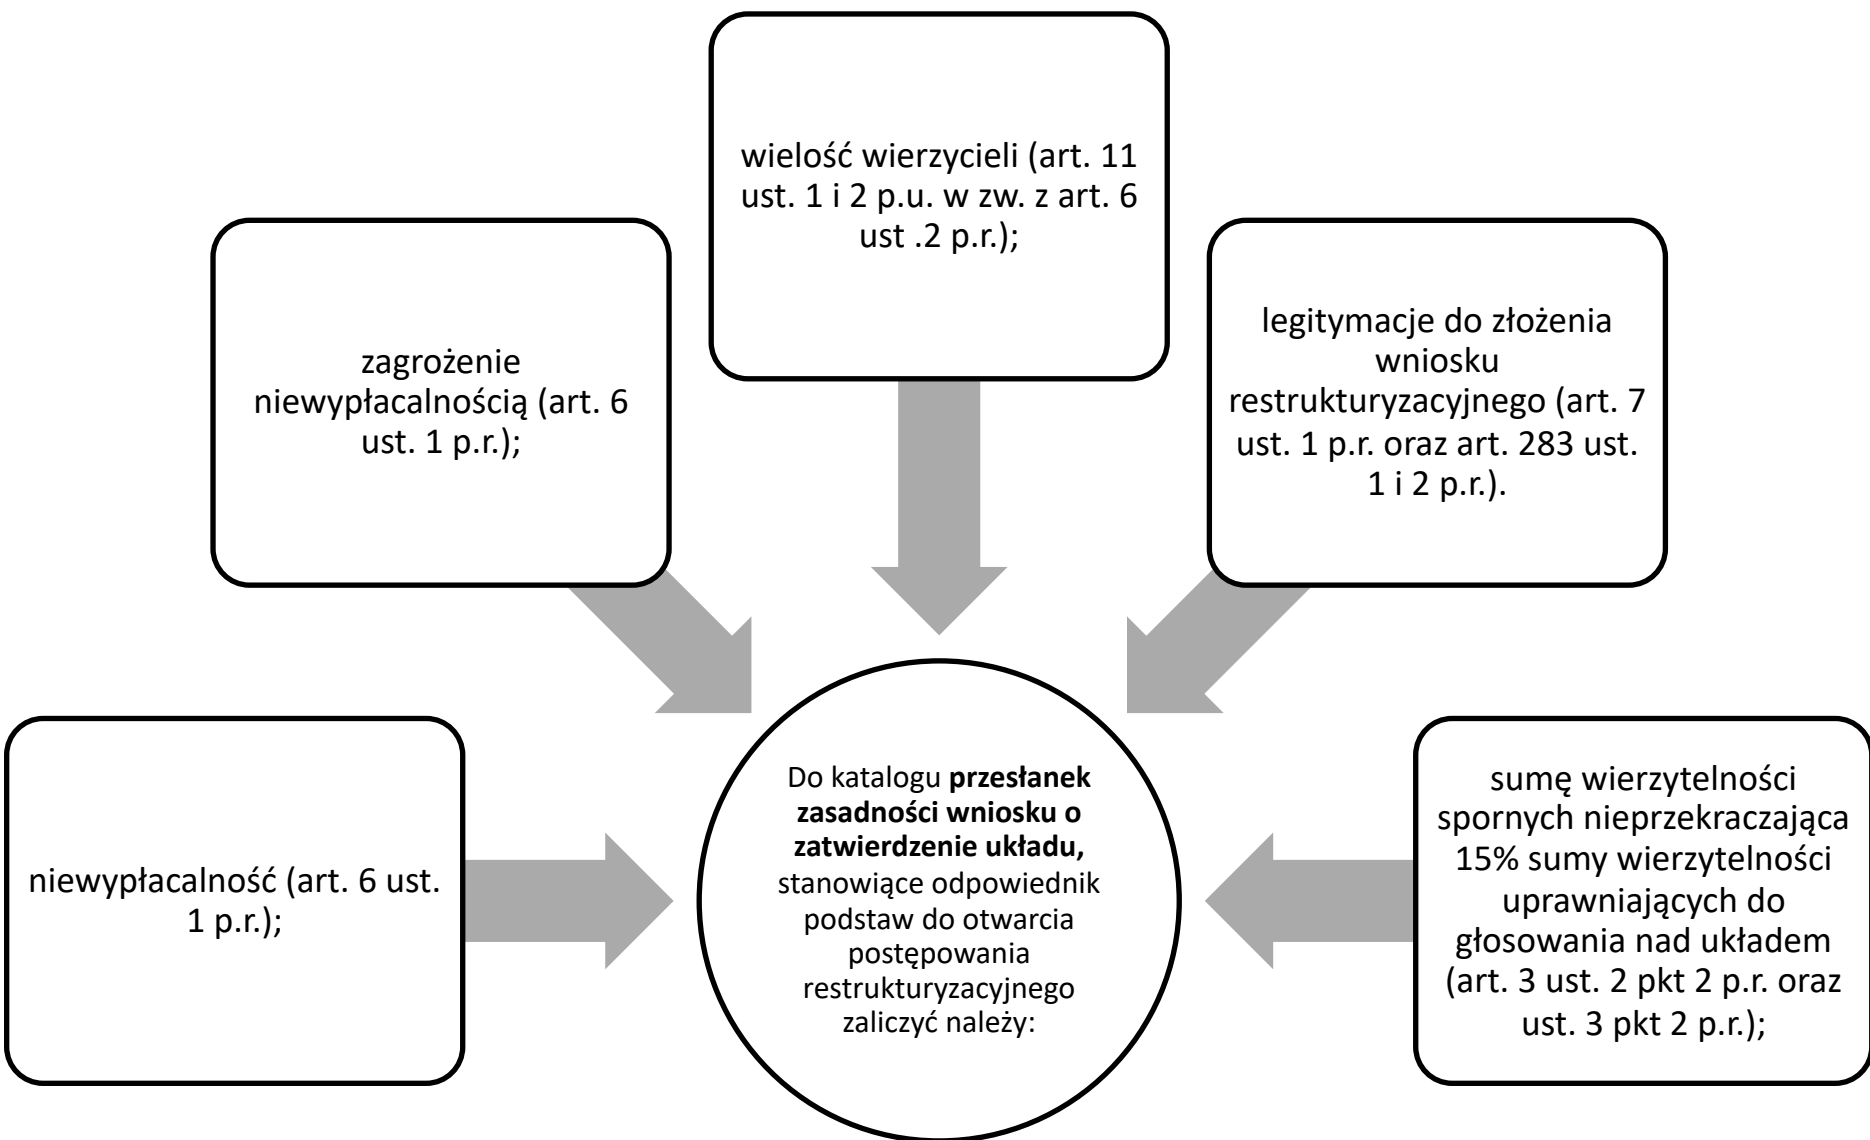 wielość wierzycieli (art. 11
ust. 1 i 2 p.u. w zw. z art. 6
ust .2 p.r.);
zagrożenie
niewypłacalnością (art. 6
ust. 1 p.r.);
legitymacje do złożenia
wniosku
restrukturyzacyjnego (art. 7
ust. 1 p.r. oraz art. 283 ust.
1 i 2 p.r.).
niewypłacalność (art. 6 ust.
1 p.r.);
Do katalogu przesłanek
zasadności wniosku o
zatwierdzenie układu,
stanowiące odpowiednik
podstaw do otwarcia
postępowania
restrukturyzacyjnego
zaliczyć należy:
sumę wierzytelności
spornych nieprzekraczająca
15% sumy wierzytelności
uprawniających do
głosowania nad układem
(art. 3 ust. 2 pkt 2 p.r. oraz
ust. 3 pkt 2 p.r.);